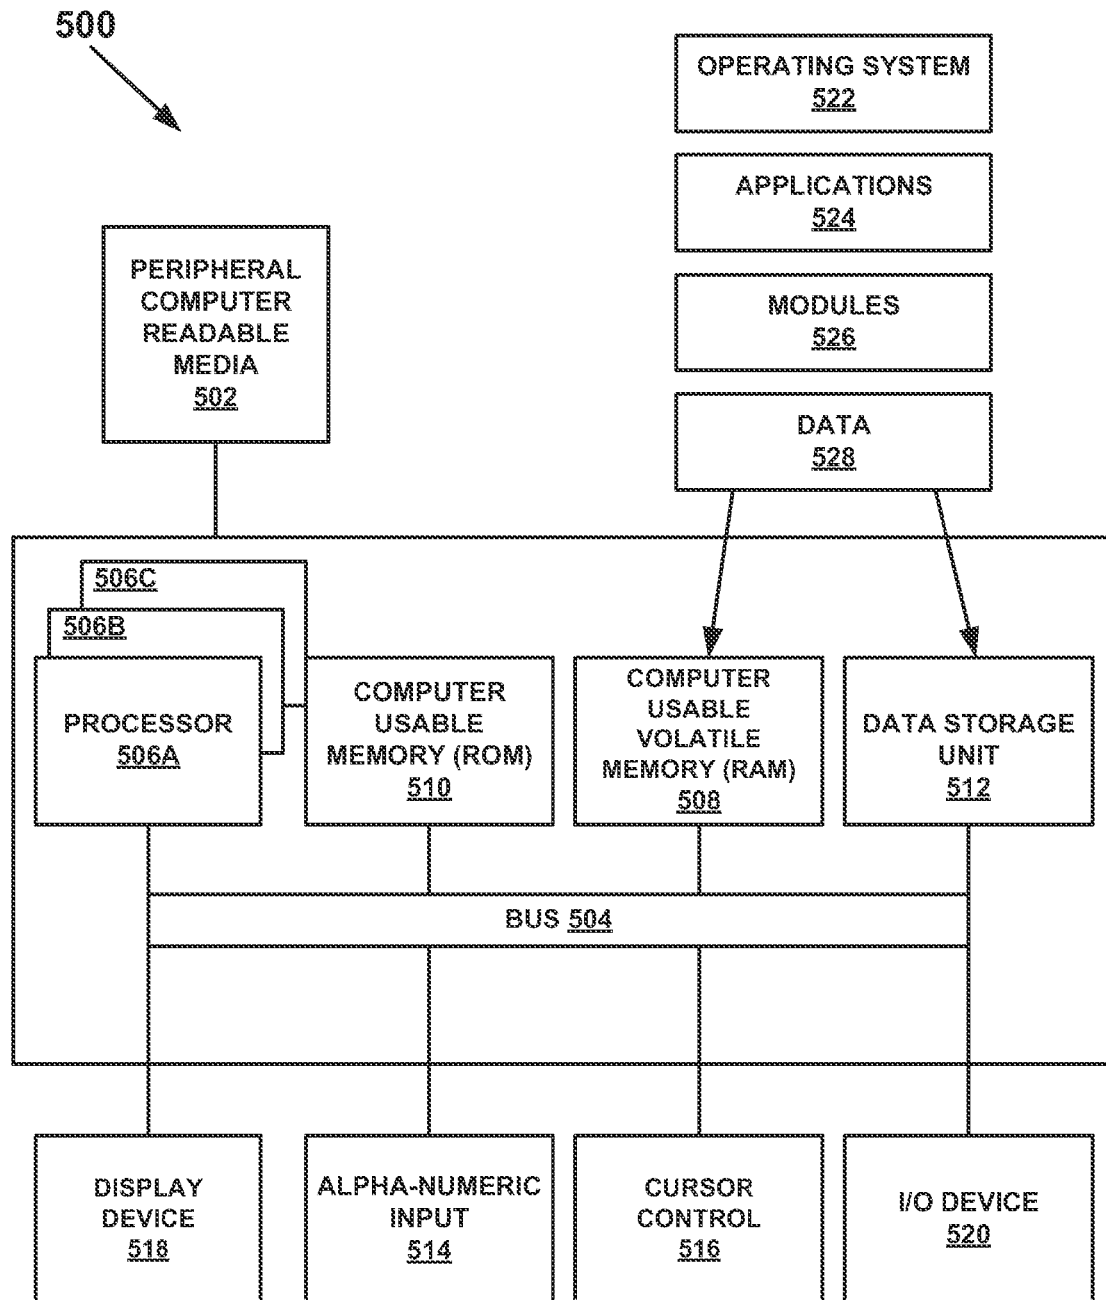 500
OPERATING SYSTEM
522
APPLICATIONS
524
MODULES
526
DATA
528
PERIPHERAL
COMPUTER
READABLE
MEDIA
502
506C
506B
PROCESSOR
506A
COMPUTER
USABLE
MEMORY (ROM)
510
COMPUTER
USABLE
VOLATILE
MEMORY (RAM)
508
DATA STORAGE
UNIT
512
BUS 504
DISPLAY
DEVICE
518
ALPHA-NUMERIC
INPUT
514
CURSOR
CONTROL
516
I/O DEVICE
520